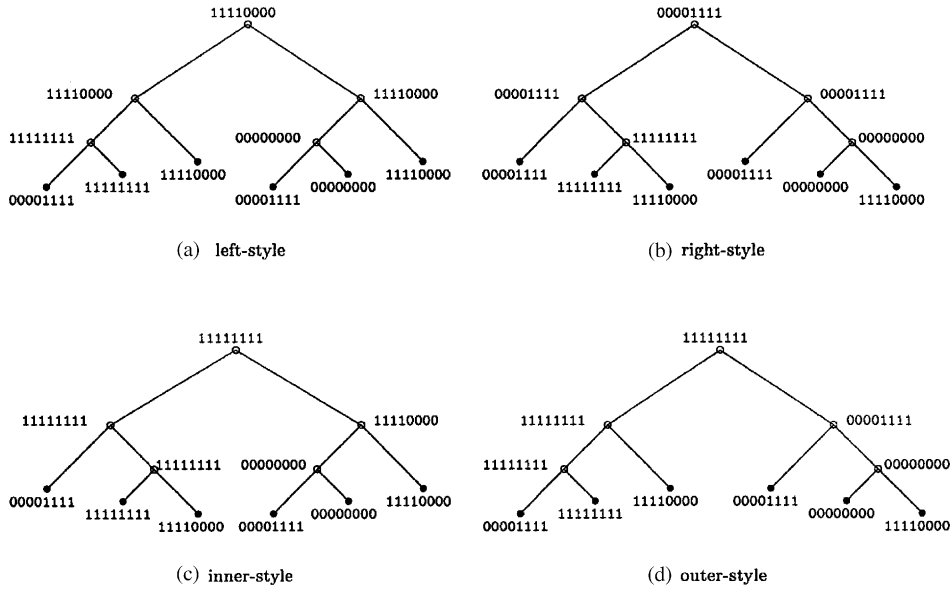 11110000 00001111
11110000 11110000 00001111 00001111
11111111 00000000 11111111 00000000
11110000 11110000 00001111 00001111
00001111 11111111 00001111 00000000 11111111 11110000 00000000 11110000
(a) left-style (b) right-style
11111111 11111111
11111111 11110000 11111111 00001111
11111111 00000000 11111111 00000000
00001111 11110000 11110000 00001111
11111111 00000000 11111111 00000000
11110000 00001111 00001111 11110000
(c) inner-style (d) outer-style